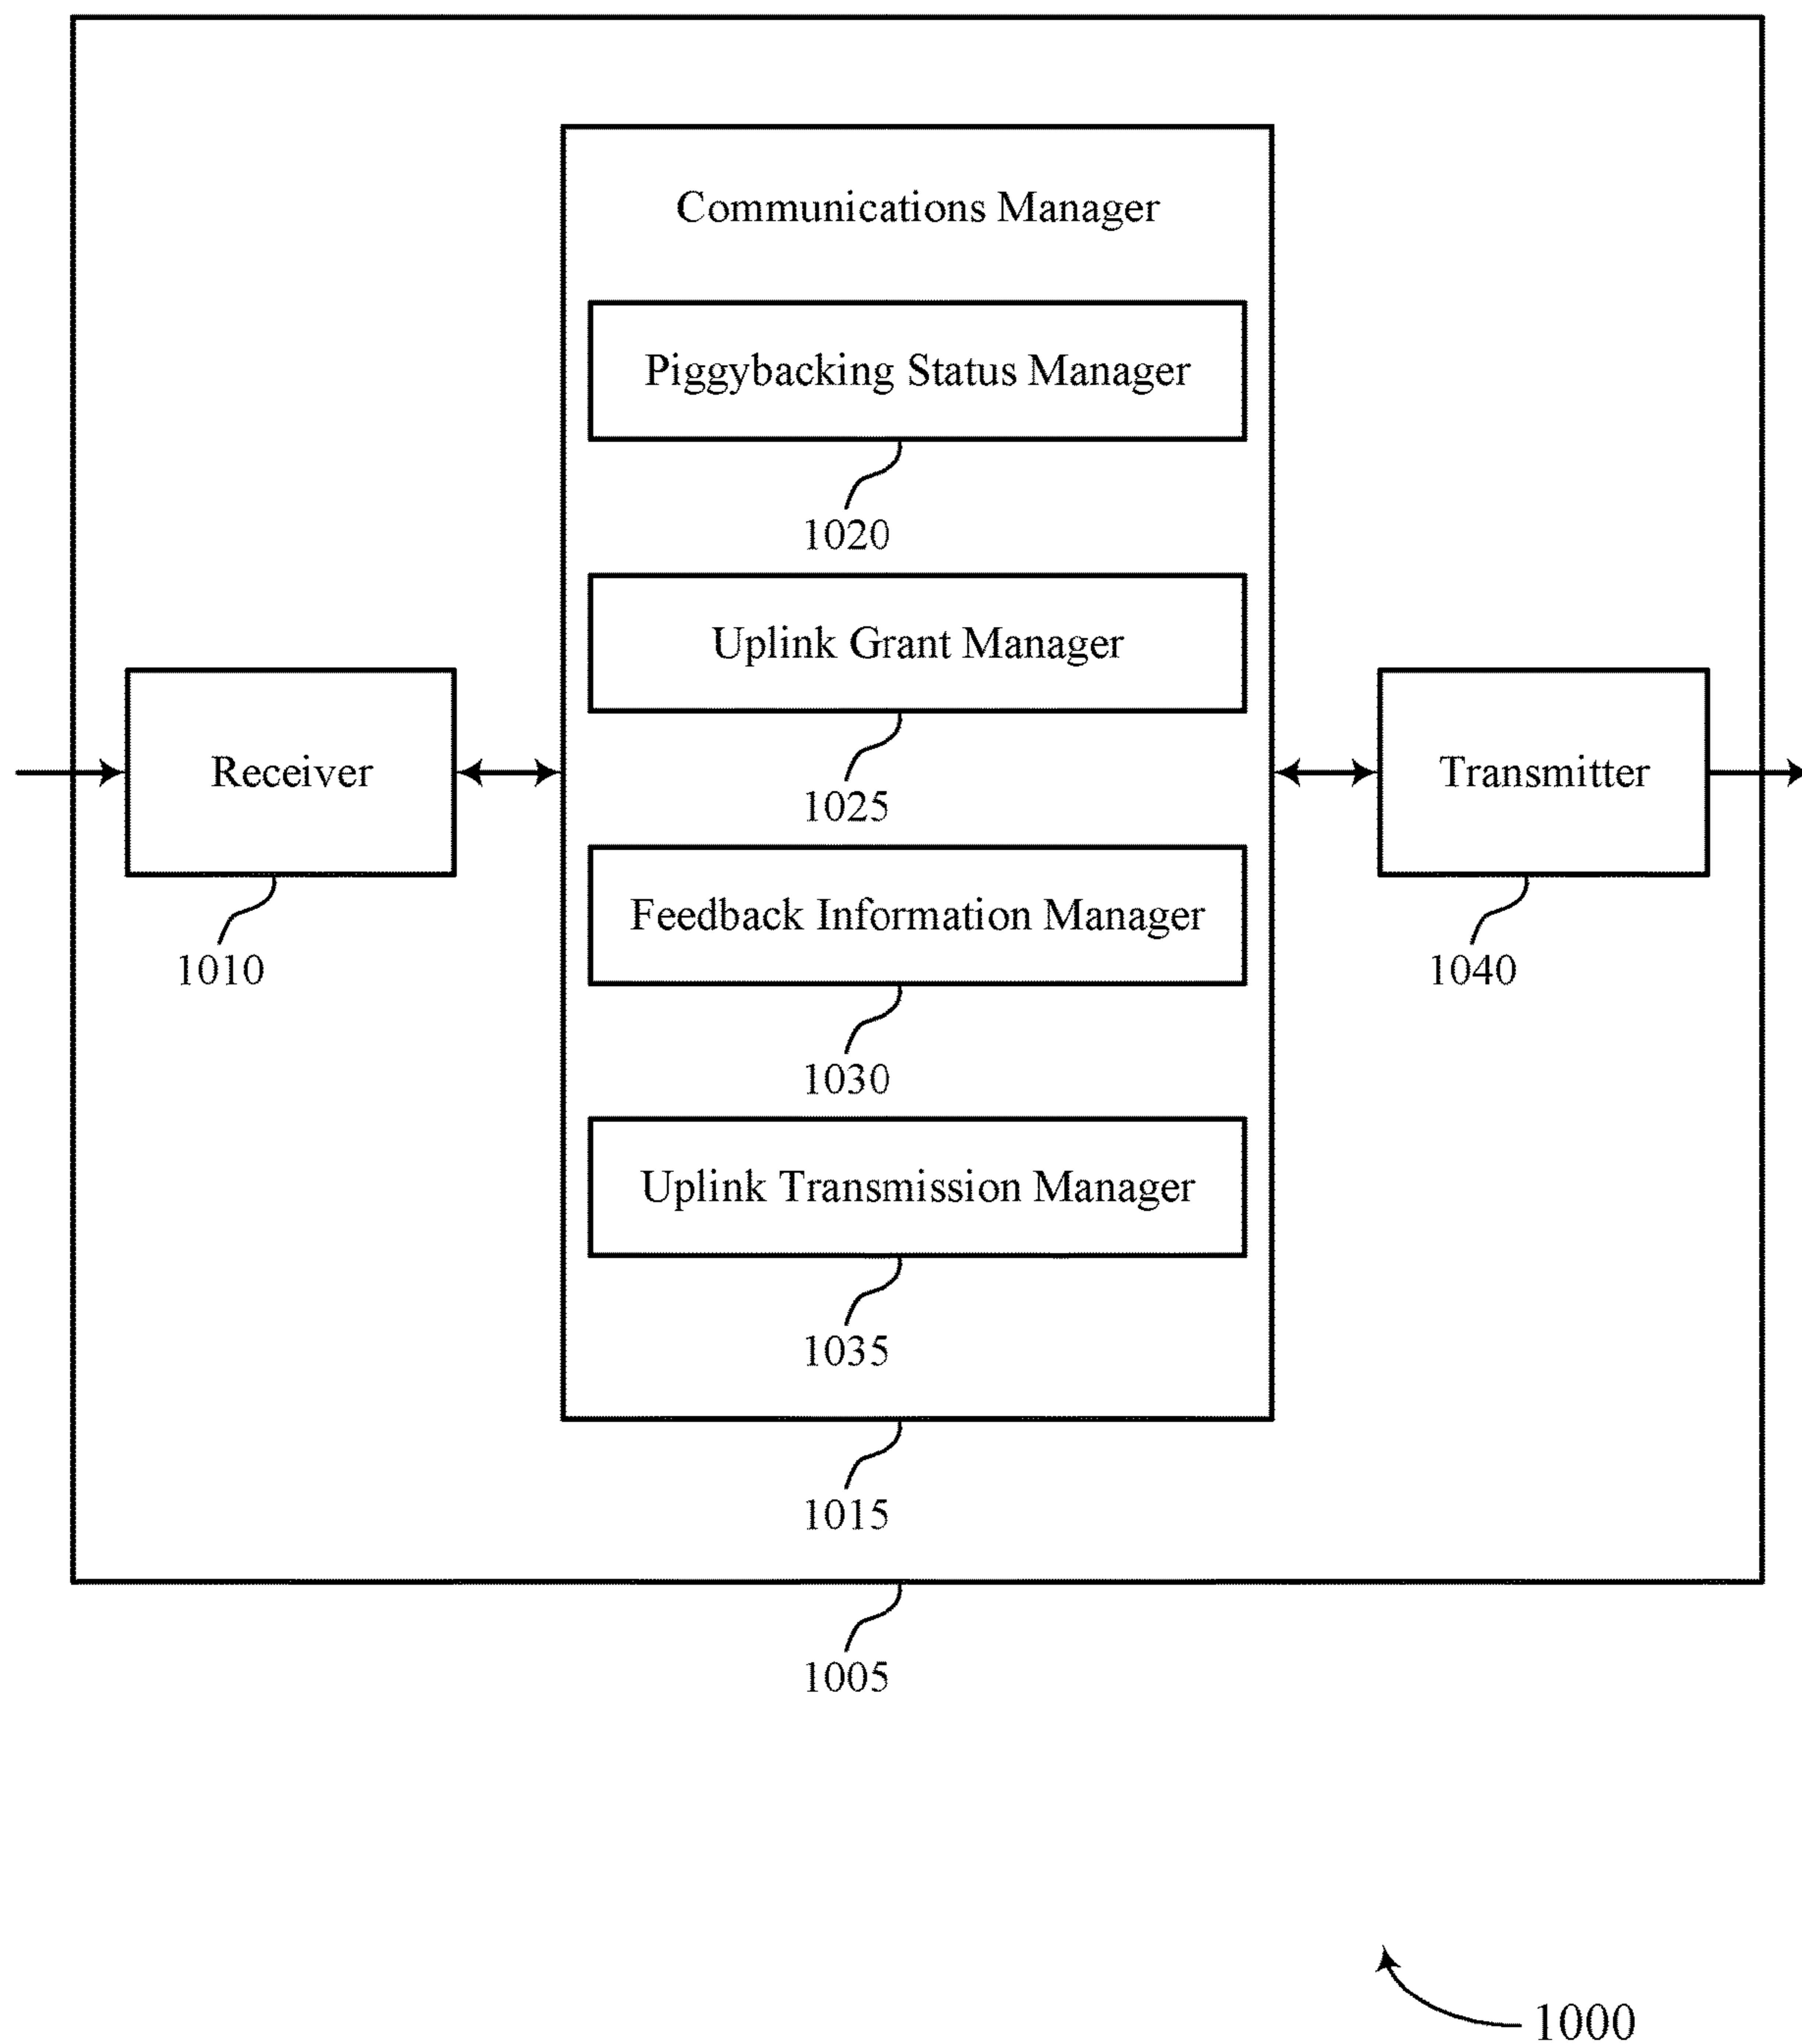 Communications Manager
Piggybacking Status Manager
1020
Uplink Grant Manager
1025
Receiver
1010
Feedback Information Manager
1030
Transmitter
1040
Uplink Transmission Manager
1035
1015
1005
1000